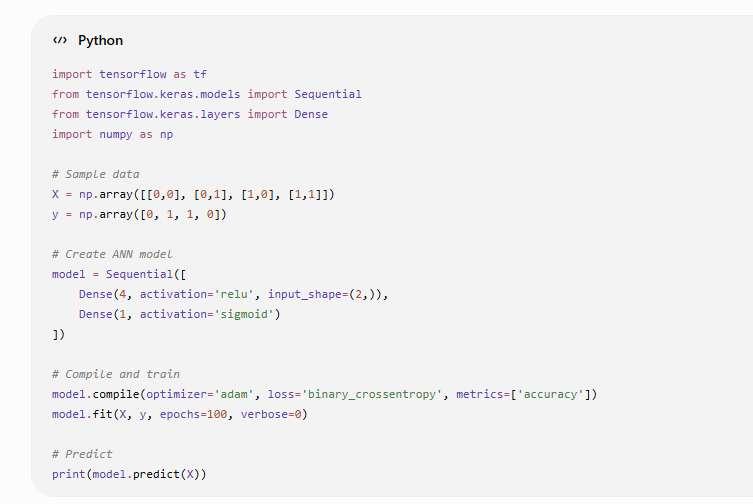 </> Python
import tensorflow as tf
from tensorflow.keras.models import Sequential
from tensorflow.keras.layers import Dense
import numpy as np

# Sample data
X = np.array([[0,0], [0,1], [1,0], [1,1]])
y = np.array([0, 1, 1, 0])

# Create ANN model
model = Sequential([
    Dense(4, activation='relu', input_shape=(2,)),
    Dense(1, activation='sigmoid')
])

# Compile and train
model.compile(optimizer='adam', loss='binary_crossentropy', metrics=['accuracy'])
model.fit(X, y, epochs=100, verbose=0)

# Predict
print(model.predict(X))